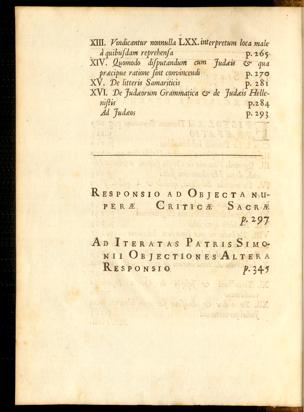 XIII. Vindicantur nonnulla LXX. interpretum loca male
à quibusdam reprehensa p. 265
XIV. Quomodo disputandum cum Judæis & qua
præcipue ratione sint convincendi p. 270
XV. De litteris Samariticis p. 281
XVI. De Judæorum Grammatica & de Judæis Helle-
nistis p. 284
Ad Judæos p. 293
RESPONSIO AD OBJECTA NU-
PERÆ CRITICÆ SACRÆ
p. 297
AD ITERATAS PATRIS SIMO-
NII OBJECTIONES ALTERA
RESPONSIO p. 345